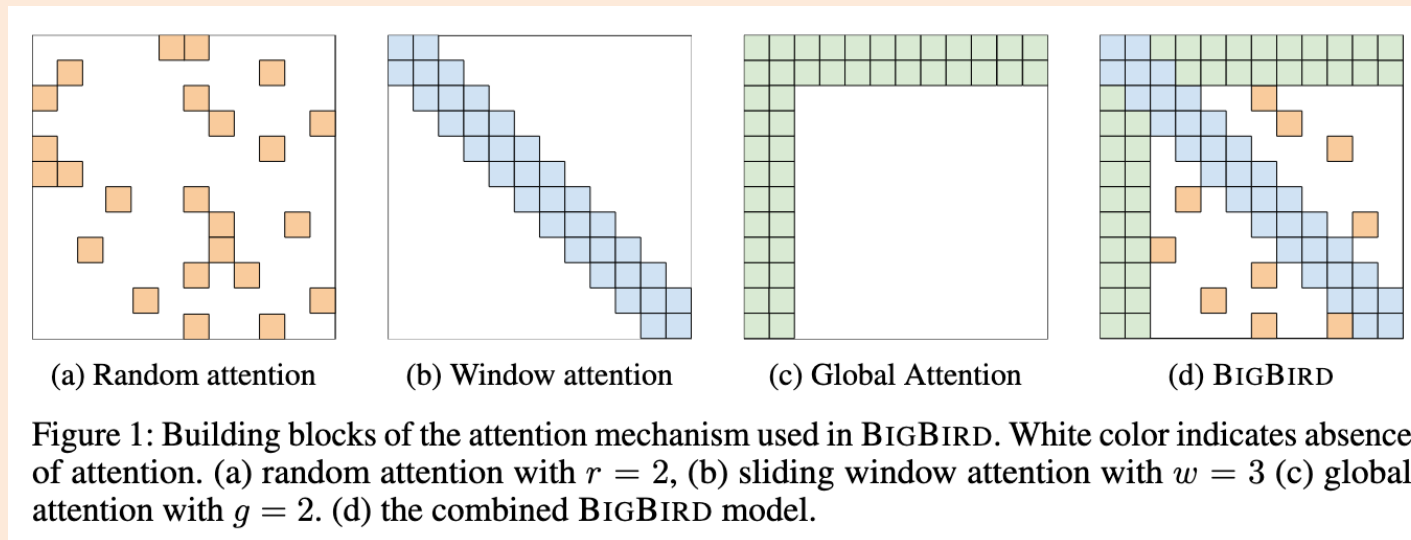 (a) Random attention
(b) Window attention
(c) Global Attention
(d) BIGBIRD
Figure 1: Building blocks of the attention mechanism used in BIGBIRD. White color indicates absence
of attention. (a) random attention with r = 2, (b) sliding window attention with w = 3 (c) global
attention with g = 2. (d) the combined BIGBIRD model.